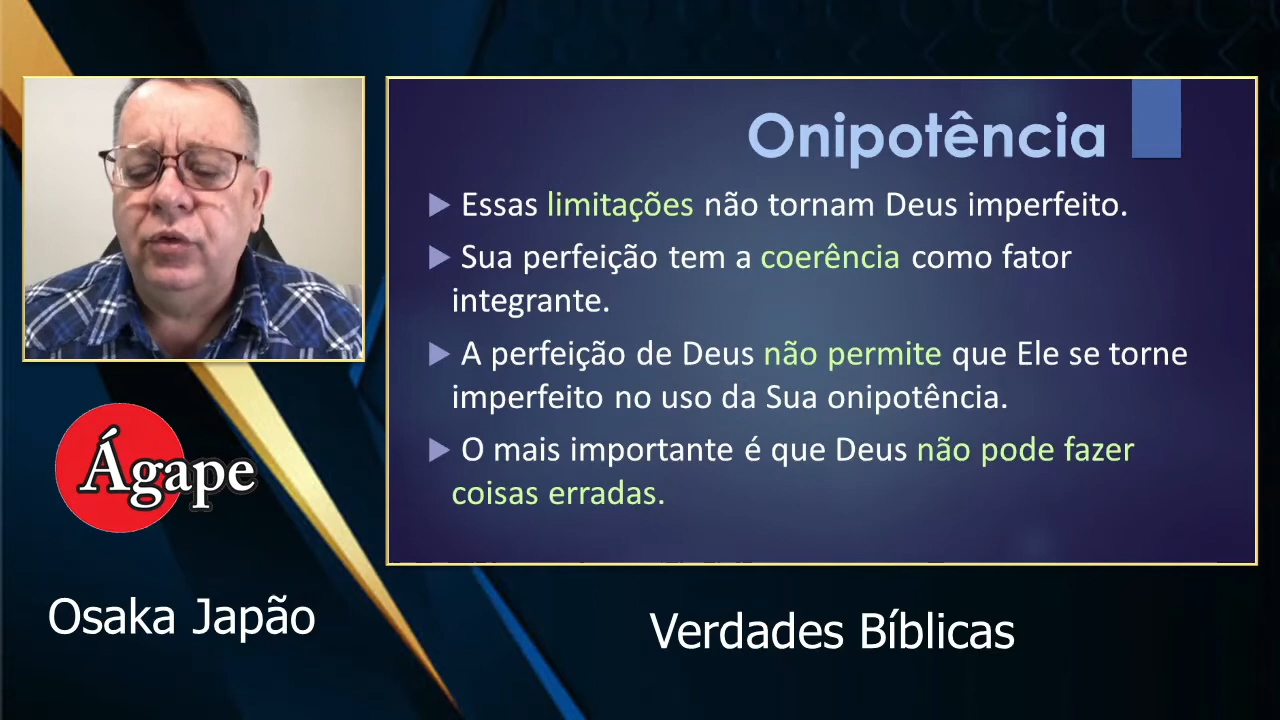 Onipotência
Essas limitações não tornam Deus imperfeito.
Sua perfeição tem a coerência como fator
integrante.
A perfeição de Deus não permite que Ele se torne
imperfeito no uso da Sua onipotência.
O mais importante é que Deus não pode fazer
coisas erradas.
Ágape
Osaka Japão
Verdades Bíblicas